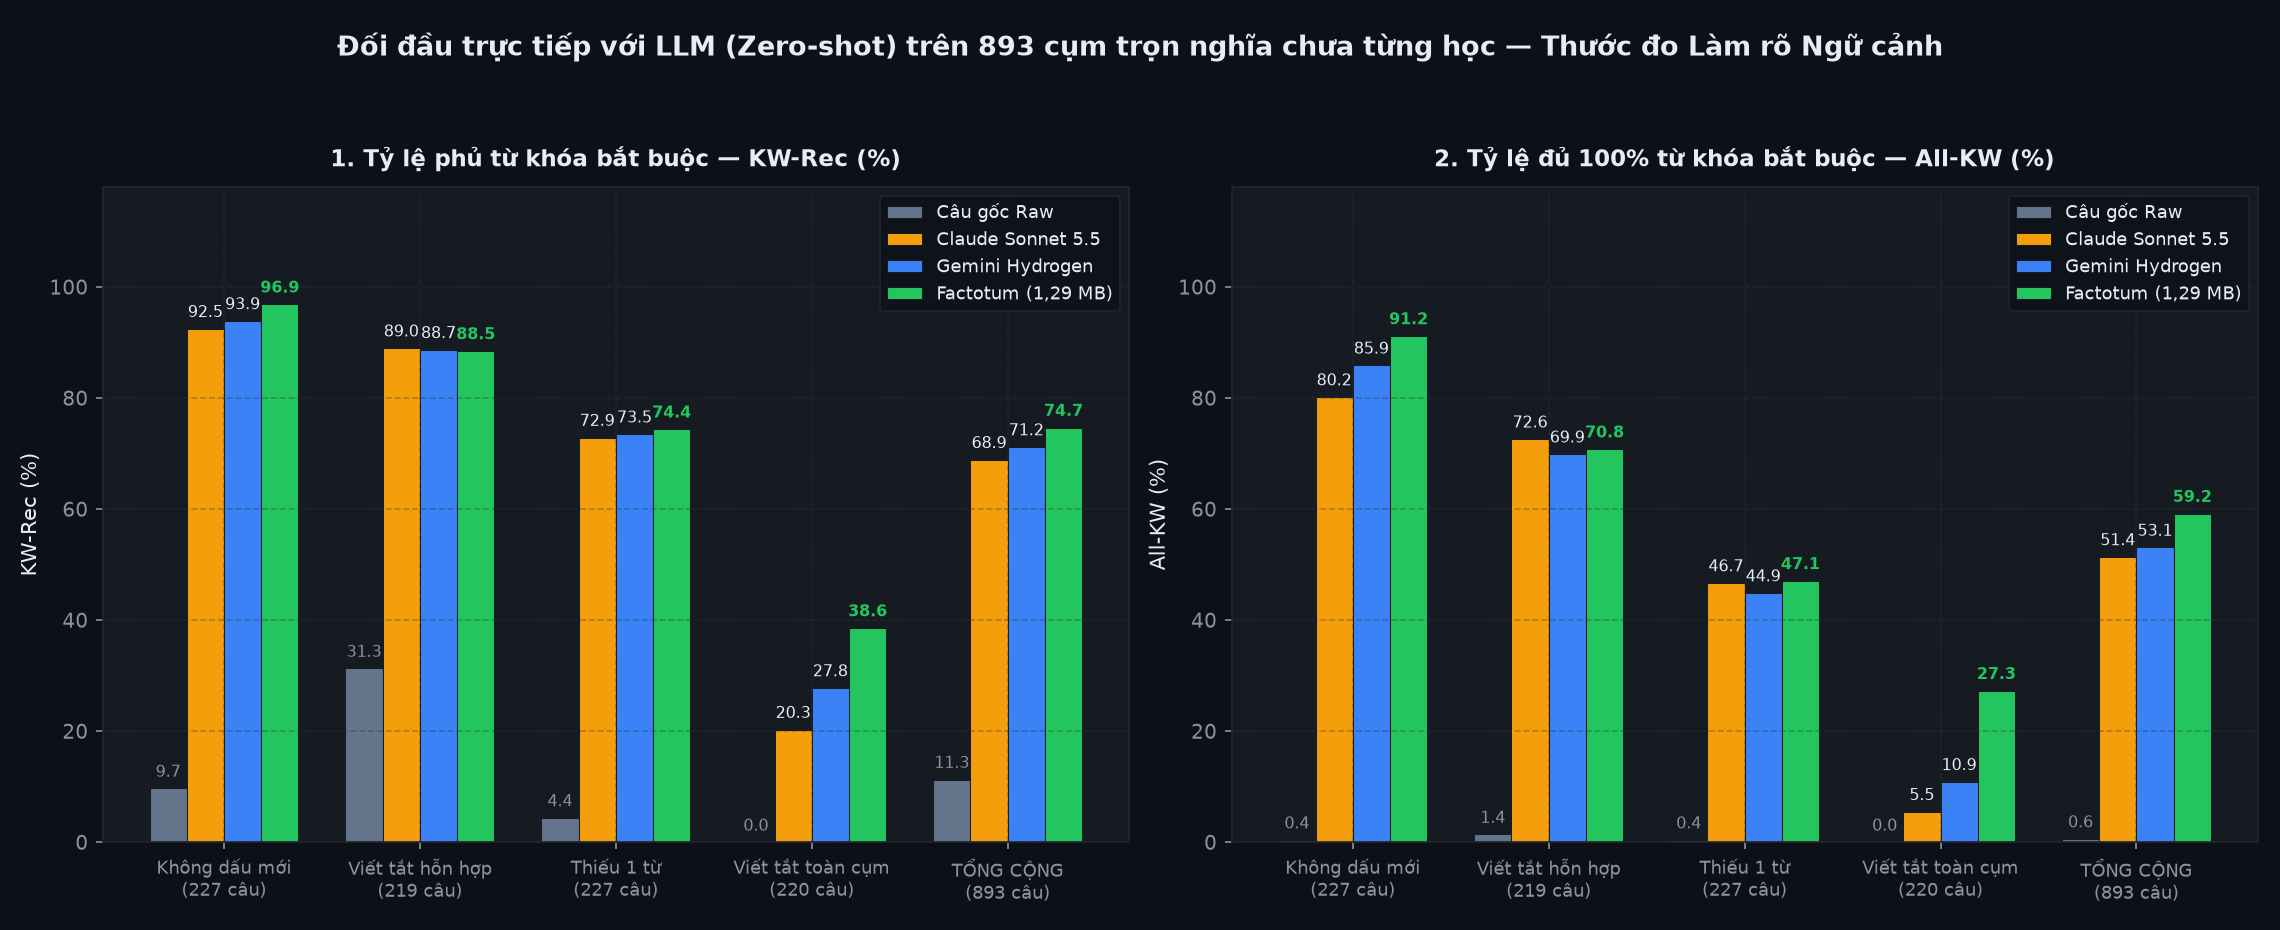 Đối đầu trực tiếp với LLM (Zero-shot) trên 893 cụm trọn nghĩa chưa từng học — Thước đo Làm rõ Ngữ cảnh
1. Tỷ lệ phủ từ khóa bắt buộc — KW-Rec (%)
Câu gốc Raw
Claude Sonnet 5.5
Gemini Hydrogen
Factotum (1,29 MB)
KW-Rec (%)
100
80
60
40
20
0
9.7 92.5 93.9 96.9
31.3 89.0 88.7 88.5
4.4 72.9 73.5 74.4
0.0 20.3 27.8 38.6
11.3 68.9 71.2 74.7
Không dấu mới
(227 câu)
Viết tắt hỗn hợp
(219 câu)
Thiếu 1 từ
(227 câu)
Viết tắt toàn cụm
(220 câu)
TỔNG CỘNG
(893 câu)
2. Tỷ lệ đủ 100% từ khóa bắt buộc — All-KW (%)
Câu gốc Raw
Claude Sonnet 5.5
Gemini Hydrogen
Factotum (1,29 MB)
All-KW (%)
100
80
60
40
20
0
0.4 80.2 85.9 91.2
1.4 72.6 69.9 70.8
0.4 46.7 44.9 47.1
0.0 5.5 10.9 27.3
0.6 51.4 53.1 59.2
Không dấu mới
(227 câu)
Viết tắt hỗn hợp
(219 câu)
Thiếu 1 từ
(227 câu)
Viết tắt toàn cụm
(220 câu)
TỔNG CỘNG
(893 câu)